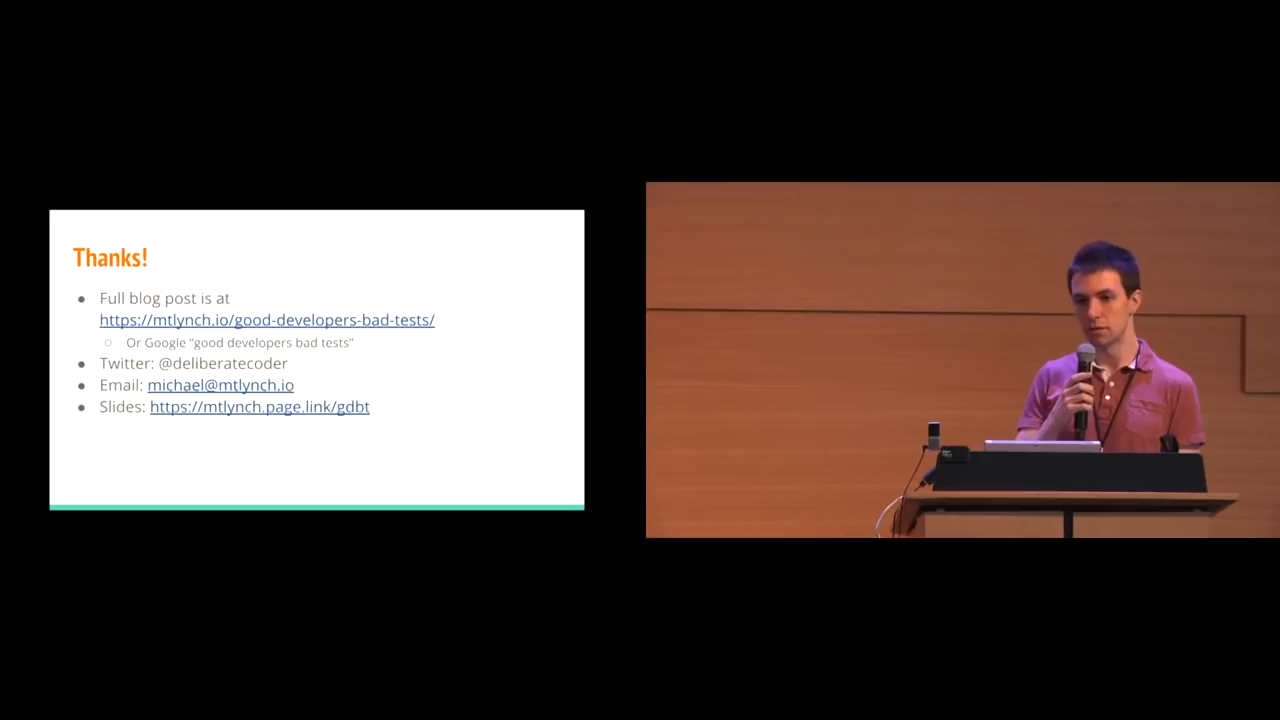 Thanks!
Full blog post is at
https://mtlynch.io/good-developers-bad-tests/
Or Google "good developers bad tests"
Twitter: @deliberatecoder
Email: michael@mtlynch.io
Slides: https://mtlynch.page.link/gdbt